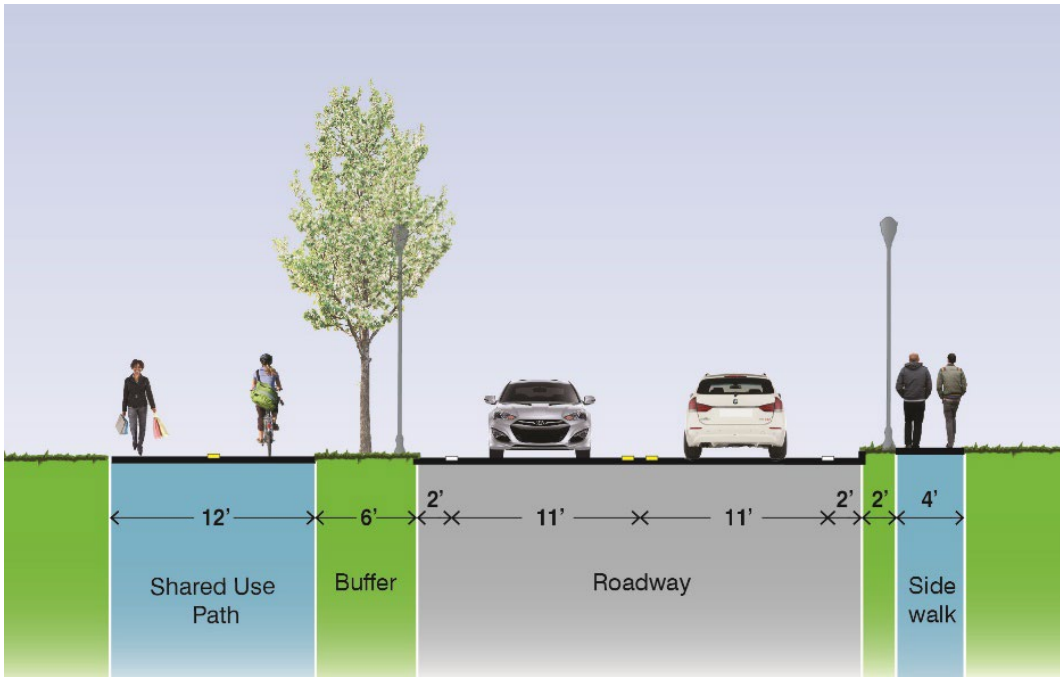 12’ 6’ 2’ 11’ 11’ 2’ 2’ 4’
Shared Use
Path
Buffer
Roadway
Side
walk